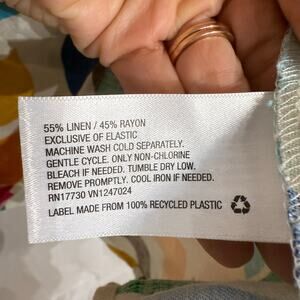 55% LINEN / 45% RAYON
EXCLUSIVE OF ELASTIC
MACHINE WASH COLD SEPARATELY.
GENTLE CYCLE. ONLY NON-CHLORINE
BLEACH IF NEEDED. TUMBLE DRY LOW.
REMOVE PROMPTLY. COOL IRON IF NEEDED.
RN17730 VN1247024
LABEL MADE FROM 100% RECYCLED PLASTIC